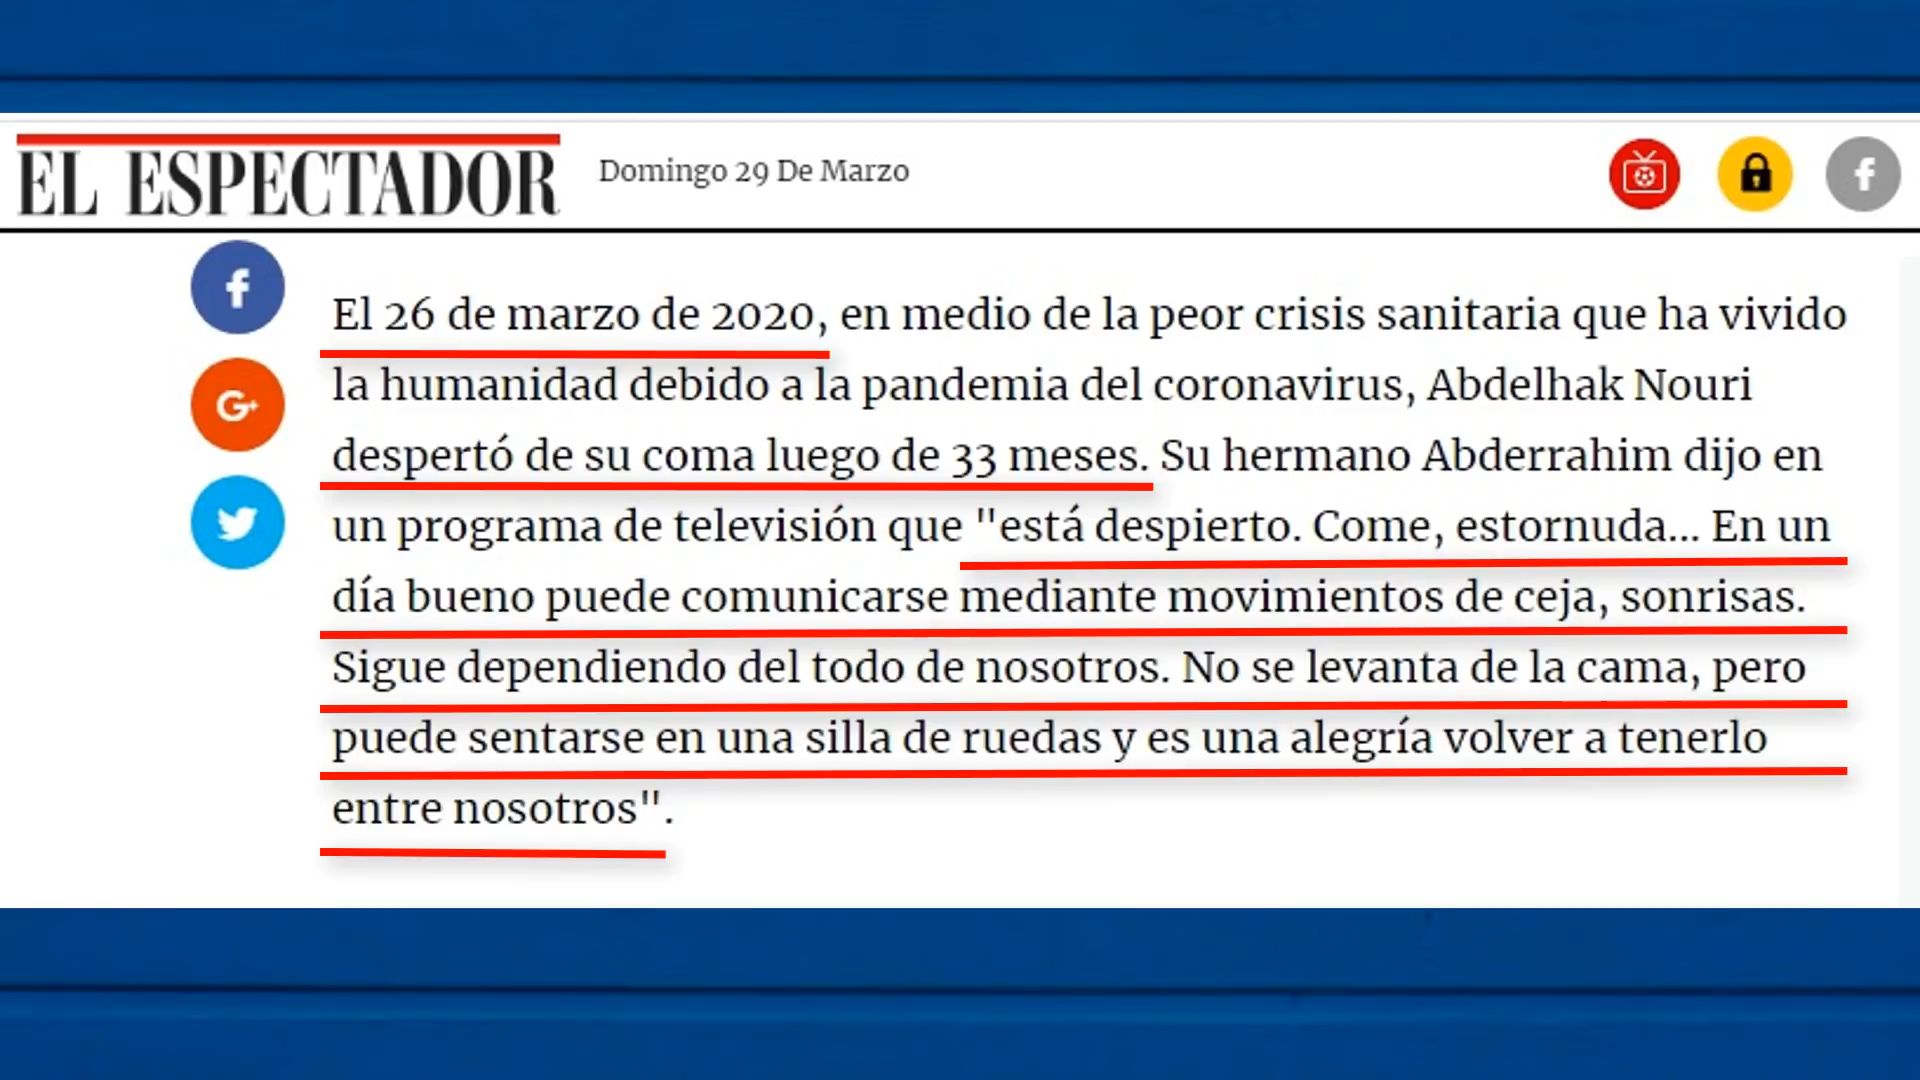 EL ESPECTADOR
Domingo 29 De Marzo
El 26 de marzo de 2020, en medio de la peor crisis sanitaria que ha vivido
la humanidad debido a la pandemia del coronavirus, Abdelhak Nouri
despertó de su coma luego de 33 meses. Su hermano Abderrahim dijo en
un programa de televisión que "está despierto. Come, estornuda... En un
día bueno puede comunicarse mediante movimientos de ceja, sonrisas.
Sigue dependiendo del todo de nosotros. No se levanta de la cama, pero
puede sentarse en una silla de ruedas y es una alegría volver a tenerlo
entre nosotros".